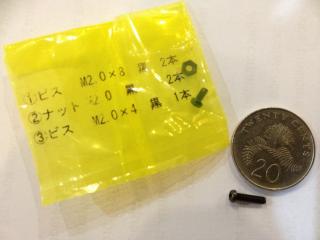 ①ビス M2.0×8 黒 2本
②ナット M2.0 黒 2本
③ビス M2.0×4 黒 1本
TWENTY CENTS
20